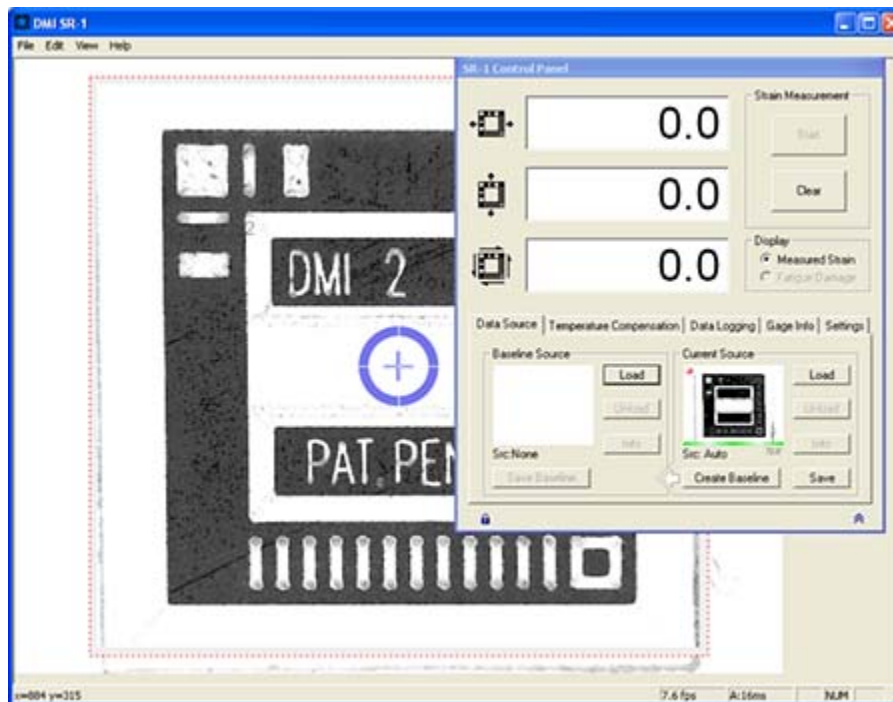 DMI SR-1
File Edit View Help
SR-1 Control Panel
Strain Measurement
0.0
Start
0.0
Clear
2
DMI 2
Display
0.0
Measured Strain
Fatigue Damage
Data Source Temperature Compensation Data Logging Gage Info Settings
Baseline Source
Load
Unload
Info
Src:None
Save Baseline
Current Source
Load
Unload
Info
Src: Auto
Create Baseline
Save
PAT. PEN
x=884 y=315
7.6 fps
A:16ms
NUM